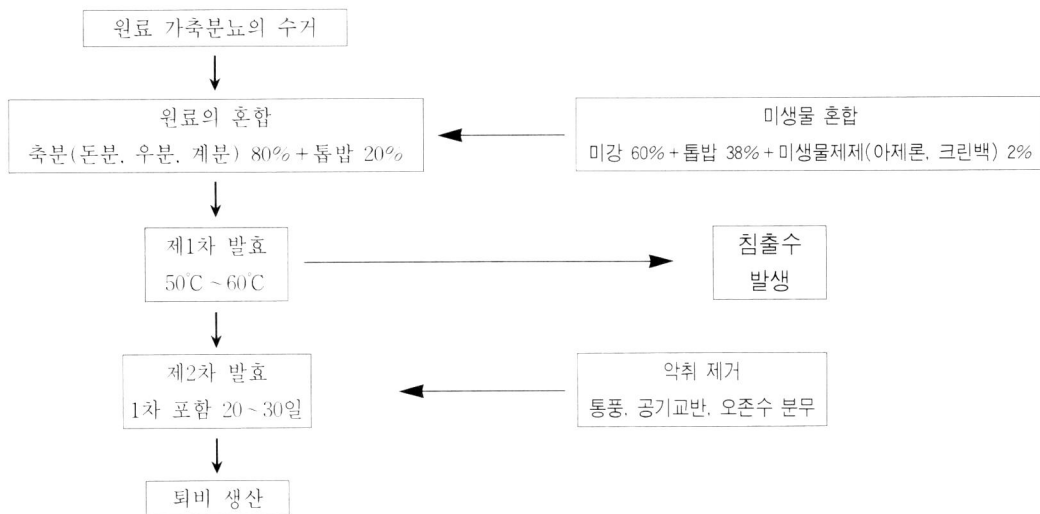 원료 가축분뇨의 수거
원료의 혼합
축분(돈분, 우분, 계분) 80%+톱밥 20%
미생물 혼합
미강 60%+톱밥 38%+미생물제제(아제론, 크린백) 2%
제1차 발효
50℃~60℃
침출수
발생
제2차 발효
1차 포함 20~30일
악취 제거
통풍, 공기교반, 오존수 분무
퇴비 생산